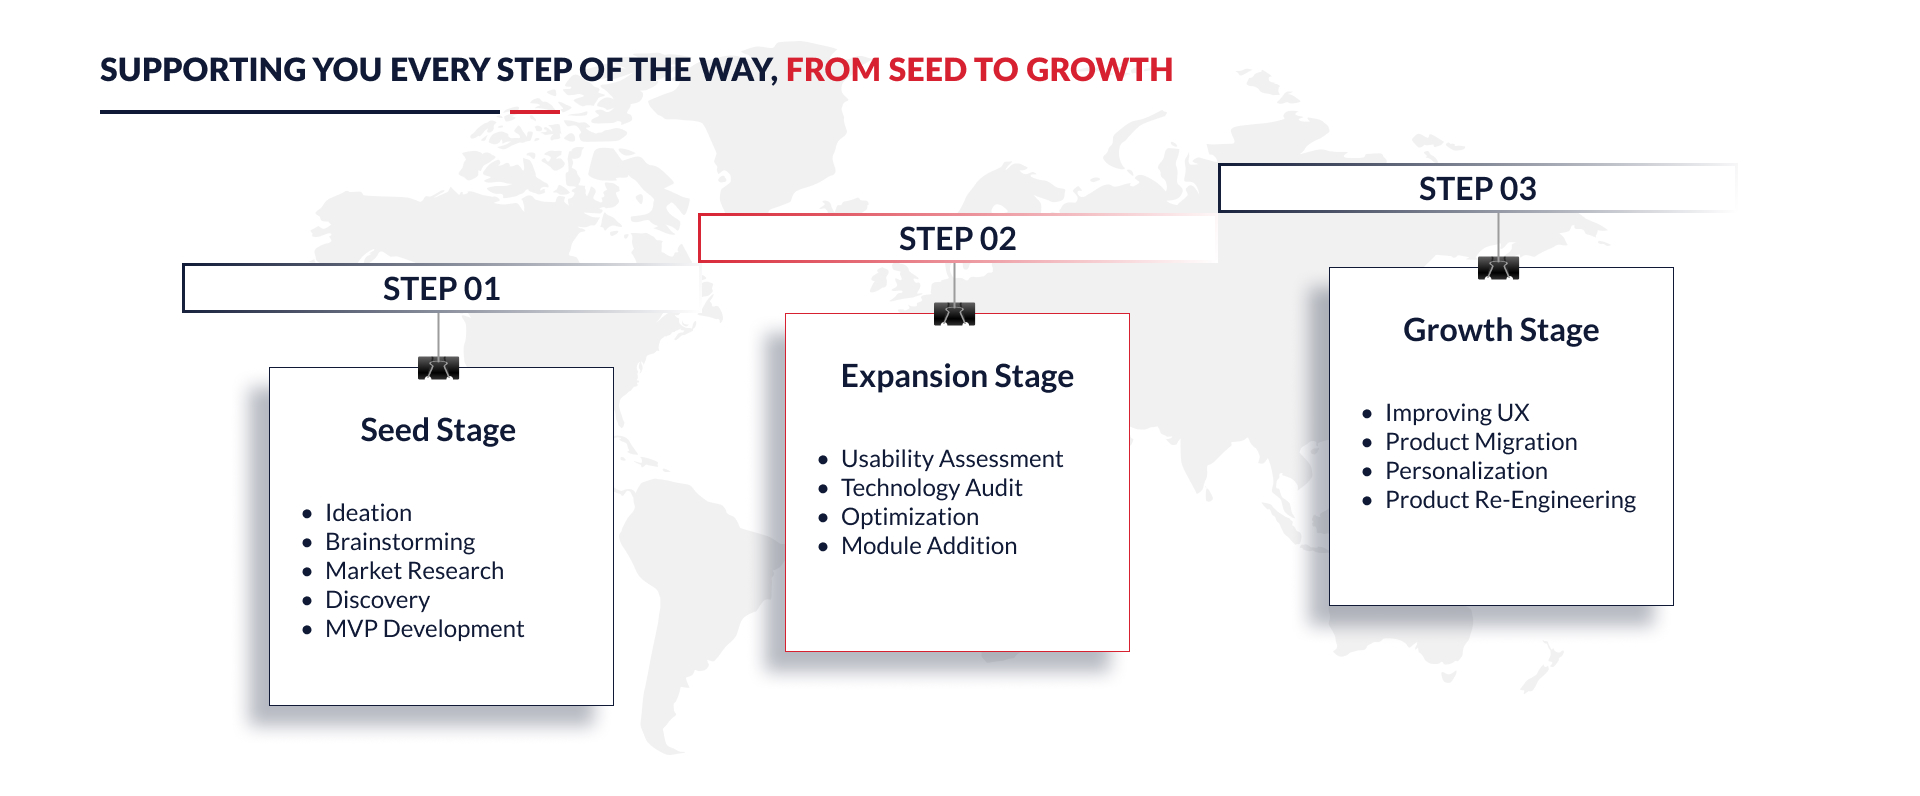 SUPPORTING YOU EVERY STEP OF THE WAY, FROM SEED TO GROWTH
STEP 01
Seed Stage
• Ideation
• Brainstorming
• Market Research
• Discovery
• MVP Development
STEP 02
Expansion Stage
• Usability Assessment
• Technology Audit
• Optimization
• Module Addition
STEP 03
Growth Stage
• Improving UX
• Product Migration
• Personalization
• Product Re-Engineering